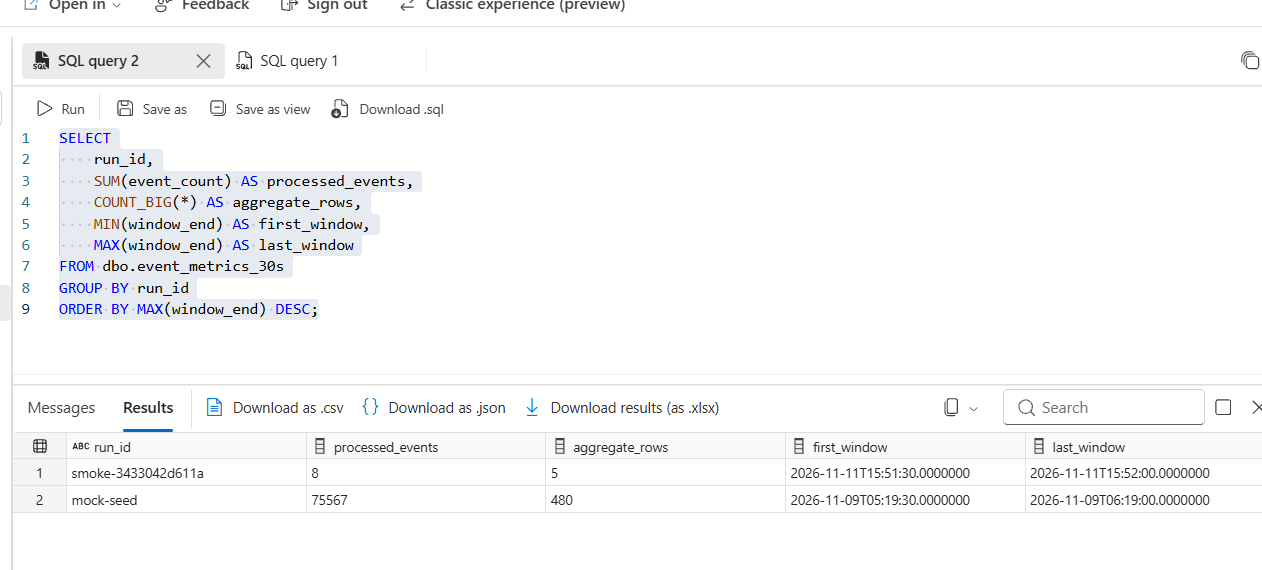 Open in Feedback Sign out Classic experience (preview)
SQL query 2 SQL query 1
Run Save as Save as view Download .sql
1 SELECT
2 run_id,
3 SUM(event_count) AS processed_events,
4 COUNT_BIG(*) AS aggregate_rows,
5 MIN(window_end) AS first_window,
6 MAX(window_end) AS last_window
7 FROM dbo.event_metrics_30s
8 GROUP BY run_id
9 ORDER BY MAX(window_end) DESC;
Messages Results Download as .csv Download as .json Download results (as .xlsx) Search
ABC run_id processed_events aggregate_rows first_window last_window
1 smoke-3433042d611a 8 5 2026-11-11T15:51:30.0000000 2026-11-11T15:52:00.0000000
2 mock-seed 75567 480 2026-11-09T05:19:30.0000000 2026-11-09T06:19:00.0000000